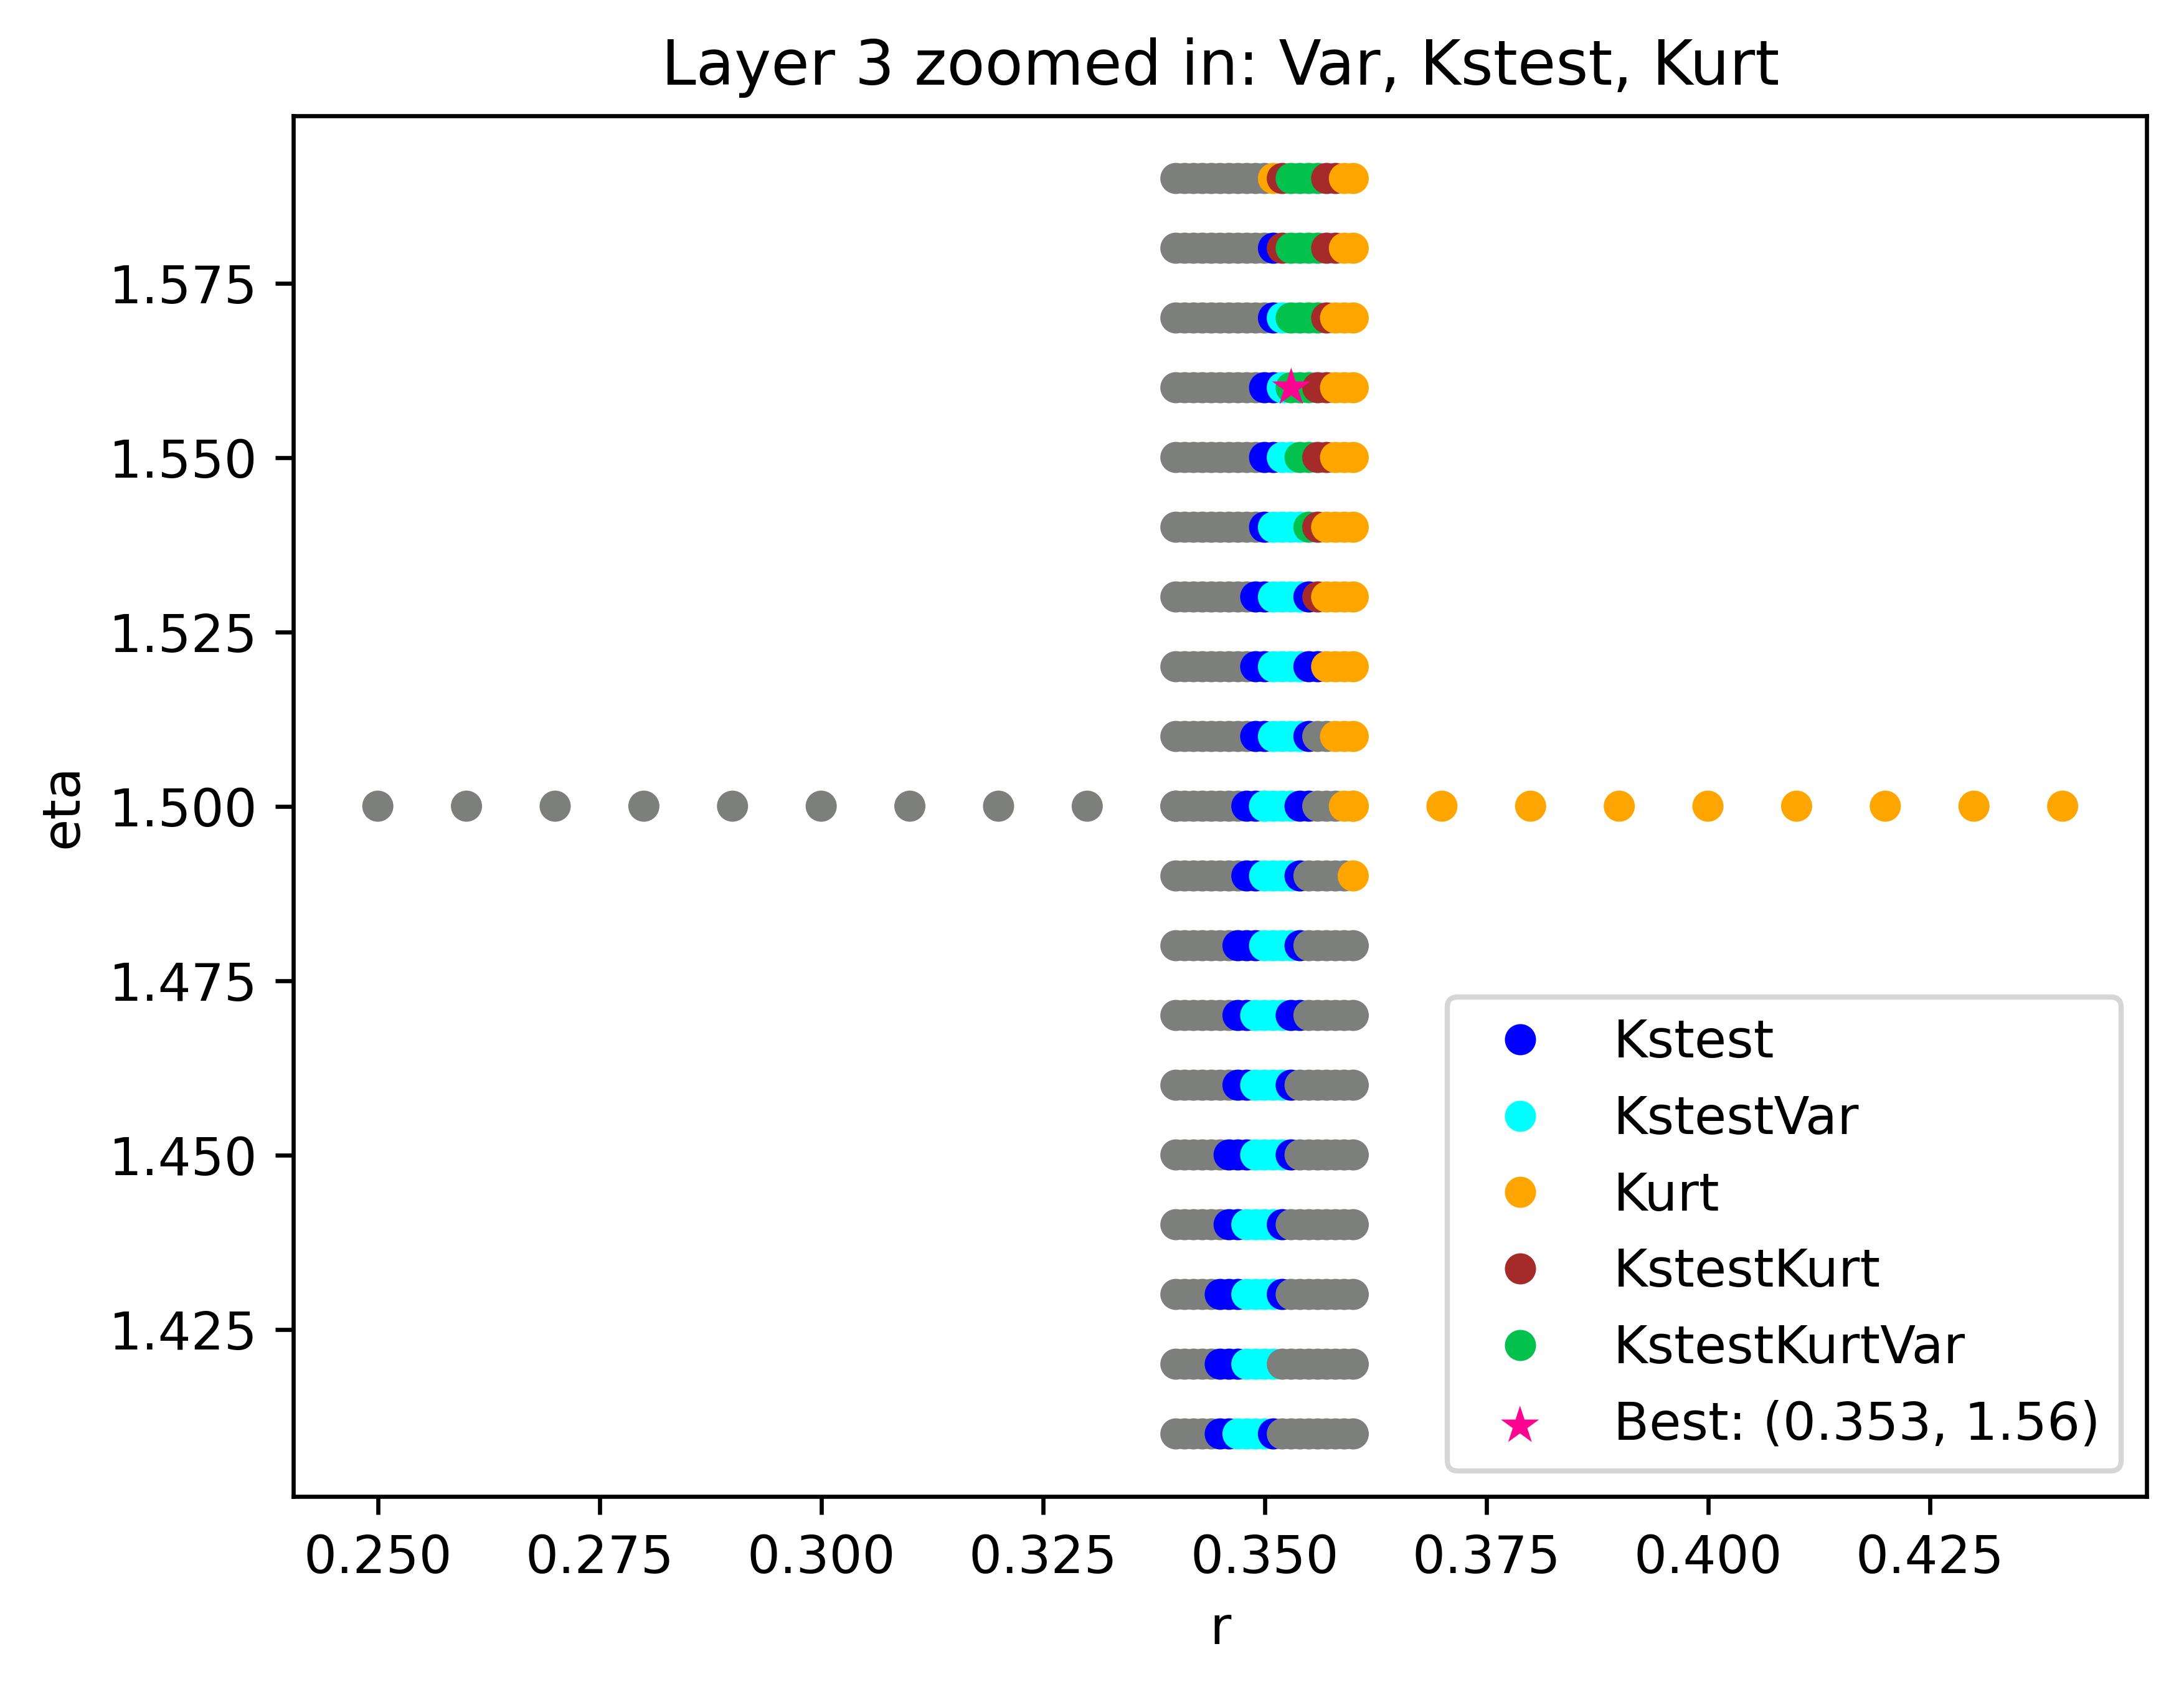 Layer 3 zoomed in: Var, Kstest, Kurt
eta
1.575
1.550
1.525
1.500
1.475
1.450
1.425
Kstest
KstestVar
Kurt
KstestKurt
KstestKurtVar
Best: (0.353, 1.56)
0.250 0.275 0.300 0.325 0.350 0.375 0.400 0.425
r